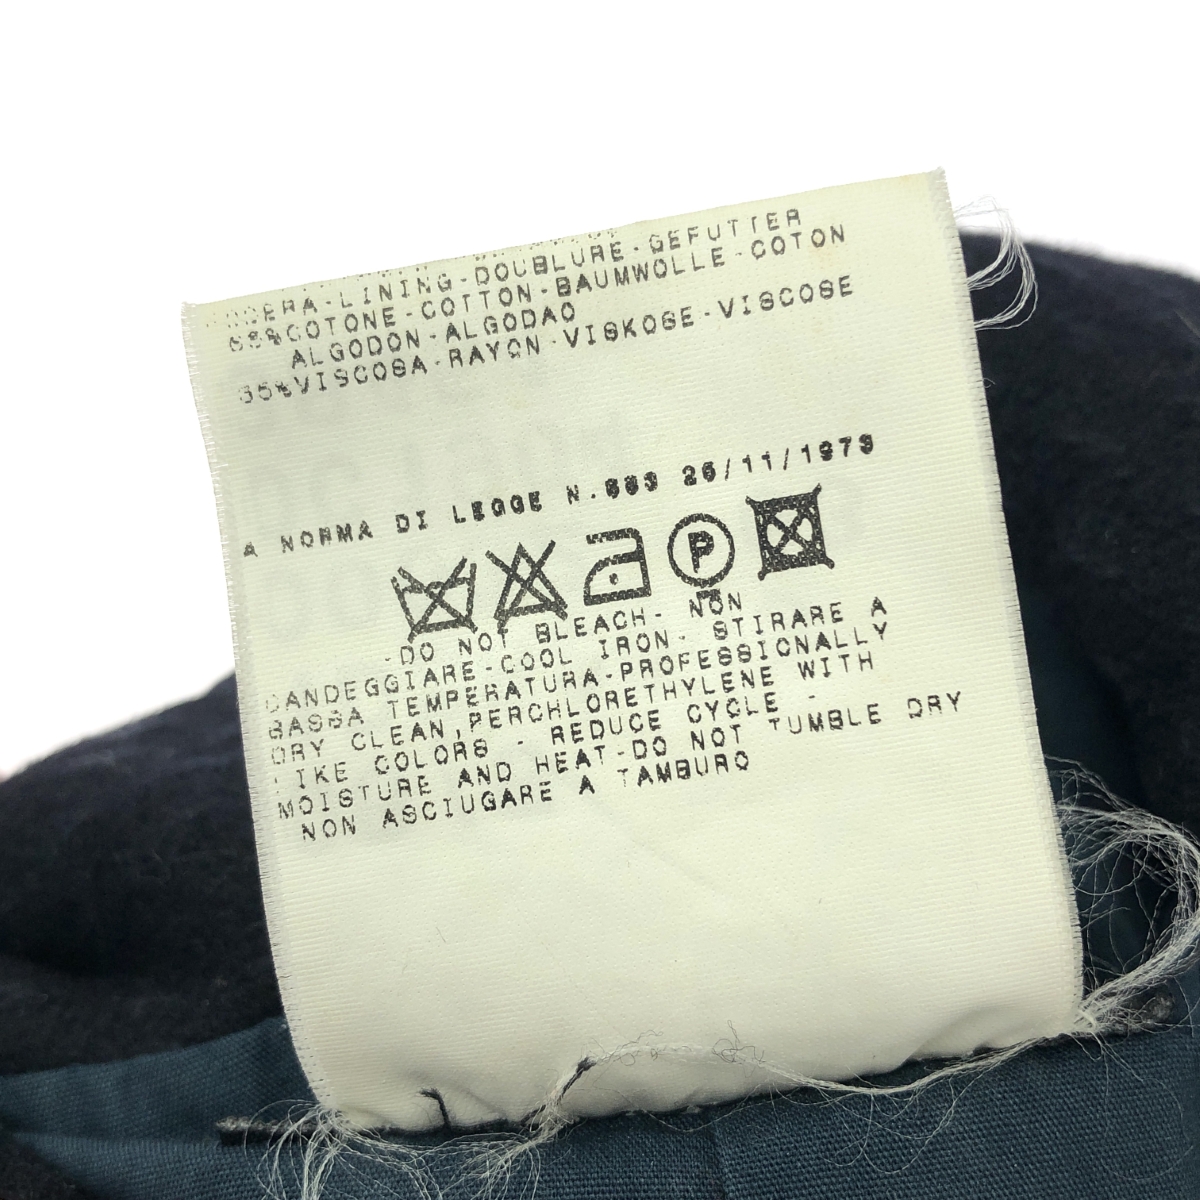 LINING-DOUBLURE-GEFUTTER
COTONE-COTTON-BAUMWOLLE-COTON
ALGODON-ALGODAO
35%VISCOSA-RAYON-VISKOSE-VISCOSE
A NORMA DI LEGGE N.883 26/11/1973
P
-DO NOT BLEACH- NON
CANDEGGIARE-COOL IRON- STIRARE A
BASSA TEMPERATURA-PROFESSIONALLY
DRY CLEAN,PERCHLORETHYLENE WITH
LIKE COLORS - REDUCE CYCLE -
MOISTURE AND HEAT-DO NOT TUMBLE DRY
NON ASCIUGARE A TAMBURO